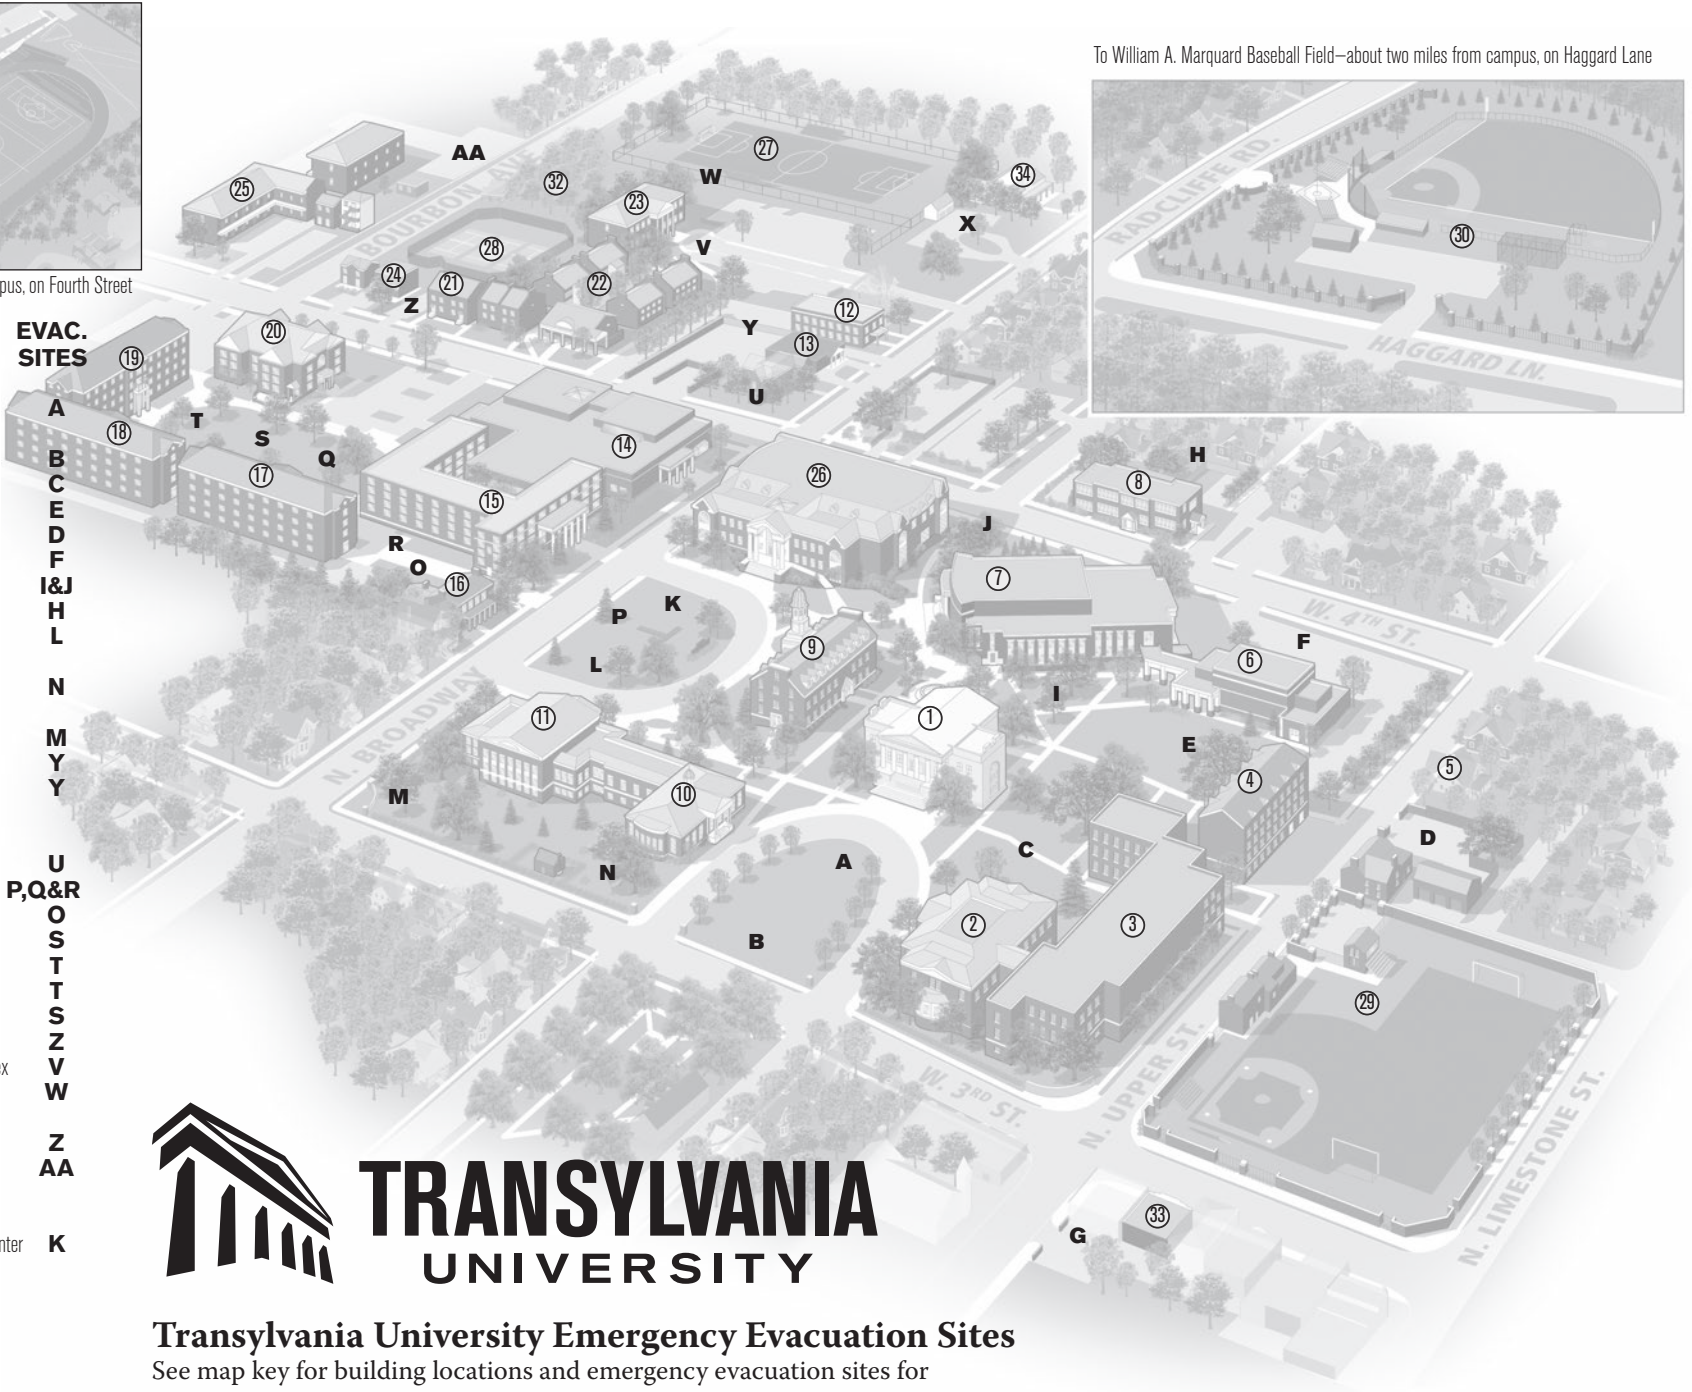 To William A. Marquard Baseball Field–about two miles from campus, on Haggard Lane
RADCLIFFE RD.
30
HAGGARD LN.
pus, on Fourth Street
AA
27
W
34
25
32
23
X
BOURBON AVE
28
V
24
21
22
Z
12
Y
13
U
20
19
18
T
S
Q
17
14
15
26
8
H
J
R
O
16
7
P
K
L
9
W. 4TH ST.
F
6
I
11
1
E
N. BROADWAY
M
10
4
5
D
C
A
N
B
2
3
29
W. 3RD ST.
N. UPPER ST.
N. LIMESTONE ST.
33
G
EVAC.
SITES
A
B
C
E
D
F
I&J
H
L
N
M
Y
Y
U
P,Q&R
O
S
T
T
S
Z
ex V
W
Z
AA
nter K
TRANSYLVANIA
UNIVERSITY
Transylvania University Emergency Evacuation Sites
See map key for building locations and emergency evacuation sites for